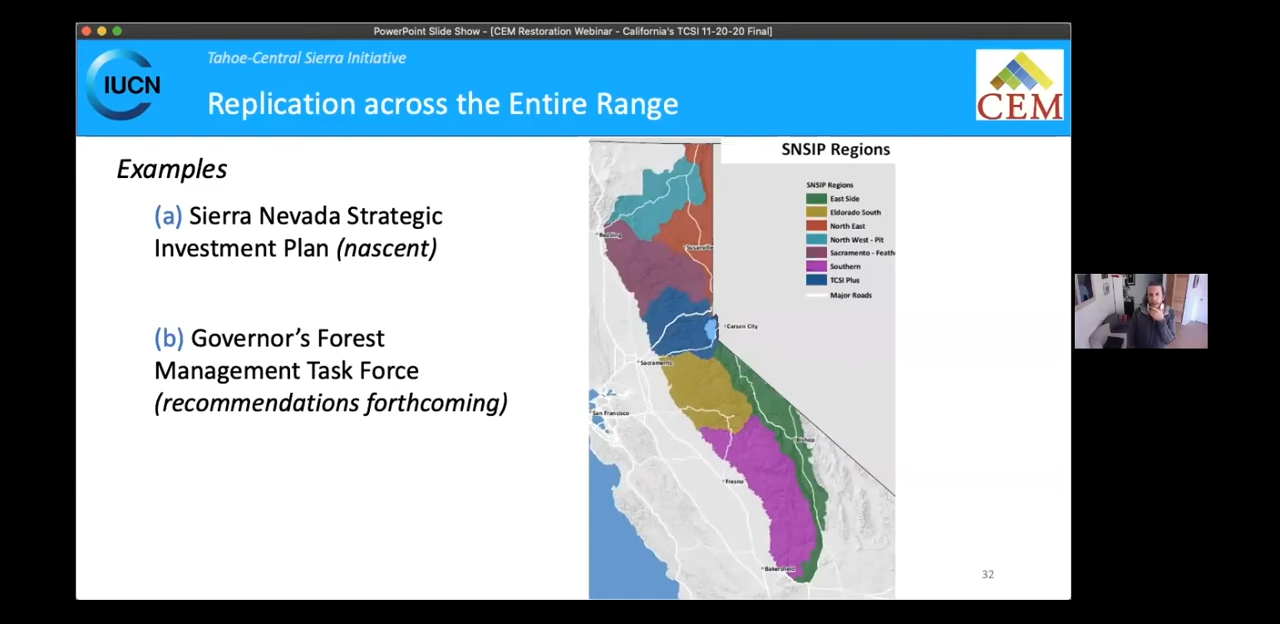 PowerPoint Slide Show - [CEM Restoration Webinar - California's TCSI 11-20-20 Final]
IUCN
Tahoe-Central Sierra Initiative
Replication across the Entire Range
CEM
Examples
(a) Sierra Nevada Strategic
Investment Plan (nascent)
(b) Governor's Forest
Management Task Force
(recommendations forthcoming)
SNSIP Regions
SNSIP Regions
East Side
Eldorado South
North East
North West - Pit
Sacramento - Feath
Southern
TCSI Plus
Major Roads
Redding
Susanville
Carson City
Sacramento
San Francisco
Bishop
Fresno
Bakersfield
32